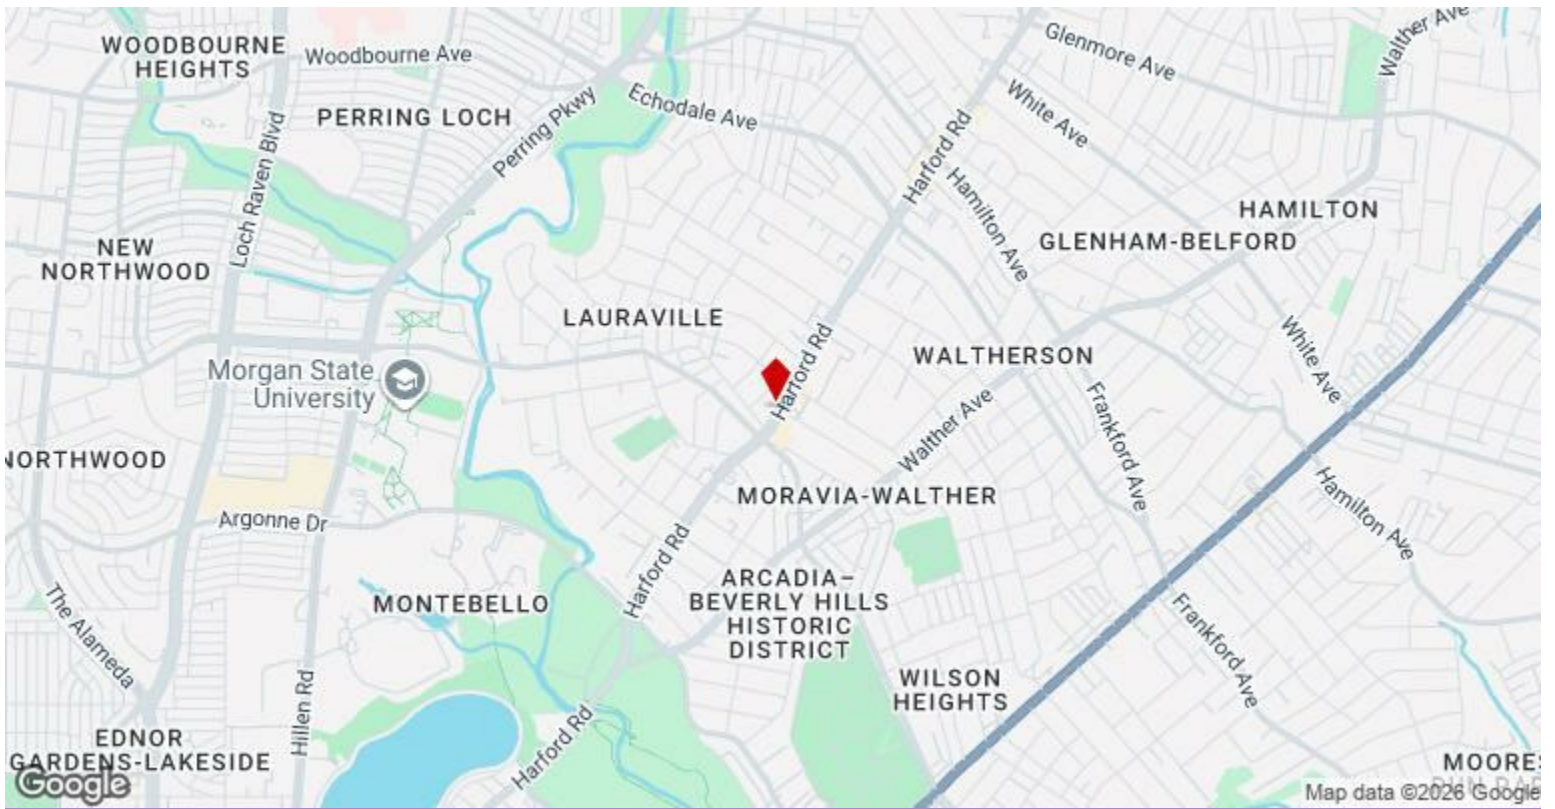 WOODBOURNE
HEIGHTS
Woodbourne Ave
PERRING LOCH
Perring Pkwy
Echodale Ave
Glenmore Ave
Walther Ave
White Ave
Harford Rd
Hamilton Ave
Loch Raven Blvd
NEW
NORTHWOOD
HAMILTON
GLENHAM-BELFORD
LAURAVILLE
Harford Rd
WALTHERSON
White Ave
Morgan State
University
Frankford Ave
Walther Ave
NORTHWOOD
MORAVIA-WALTHER
Hamilton Ave
Argonne Dr
Harford Rd
The Alameda
MONTEBELLO
ARCADIA–
BEVERLY HILLS
HISTORIC
DISTRICT
Frankford Ave
WILSON
HEIGHTS
Hillen Rd
Harford Rd
EDNOR
GARDENS-LAKESIDE
MOORES
Google
Map data ©2026 Google